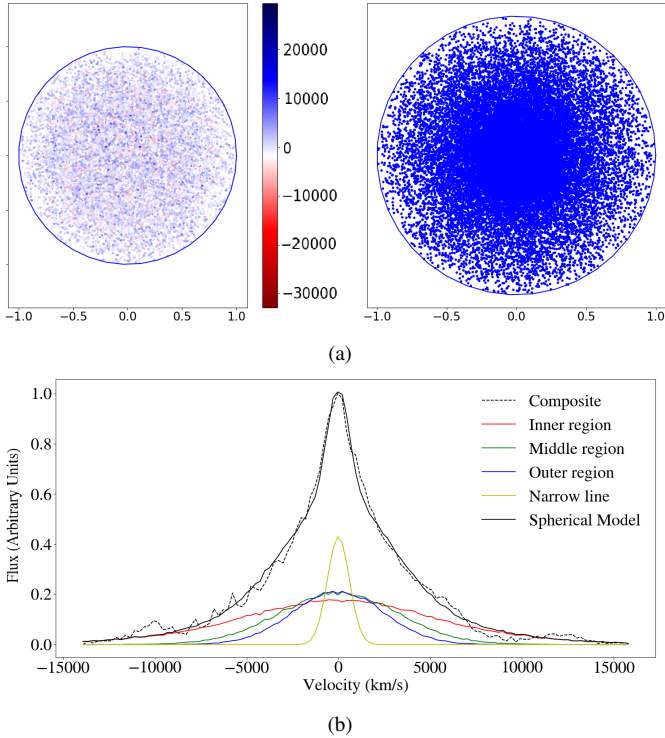 20000
10000
0
−10000
−20000
−30000
−1.0 −0.5 0.0 0.5 1.0
−1.0 −0.5 0.0 0.5 1.0
(a)
1.0
0.8
0.6
0.4
0.2
0.0
Flux (Arbitrary Units)
Composite
Inner region
Middle region
Outer region
Narrow line
Spherical Model
−15000 −10000 −5000 0 5000 10000 15000
Velocity (km/s)
(b)